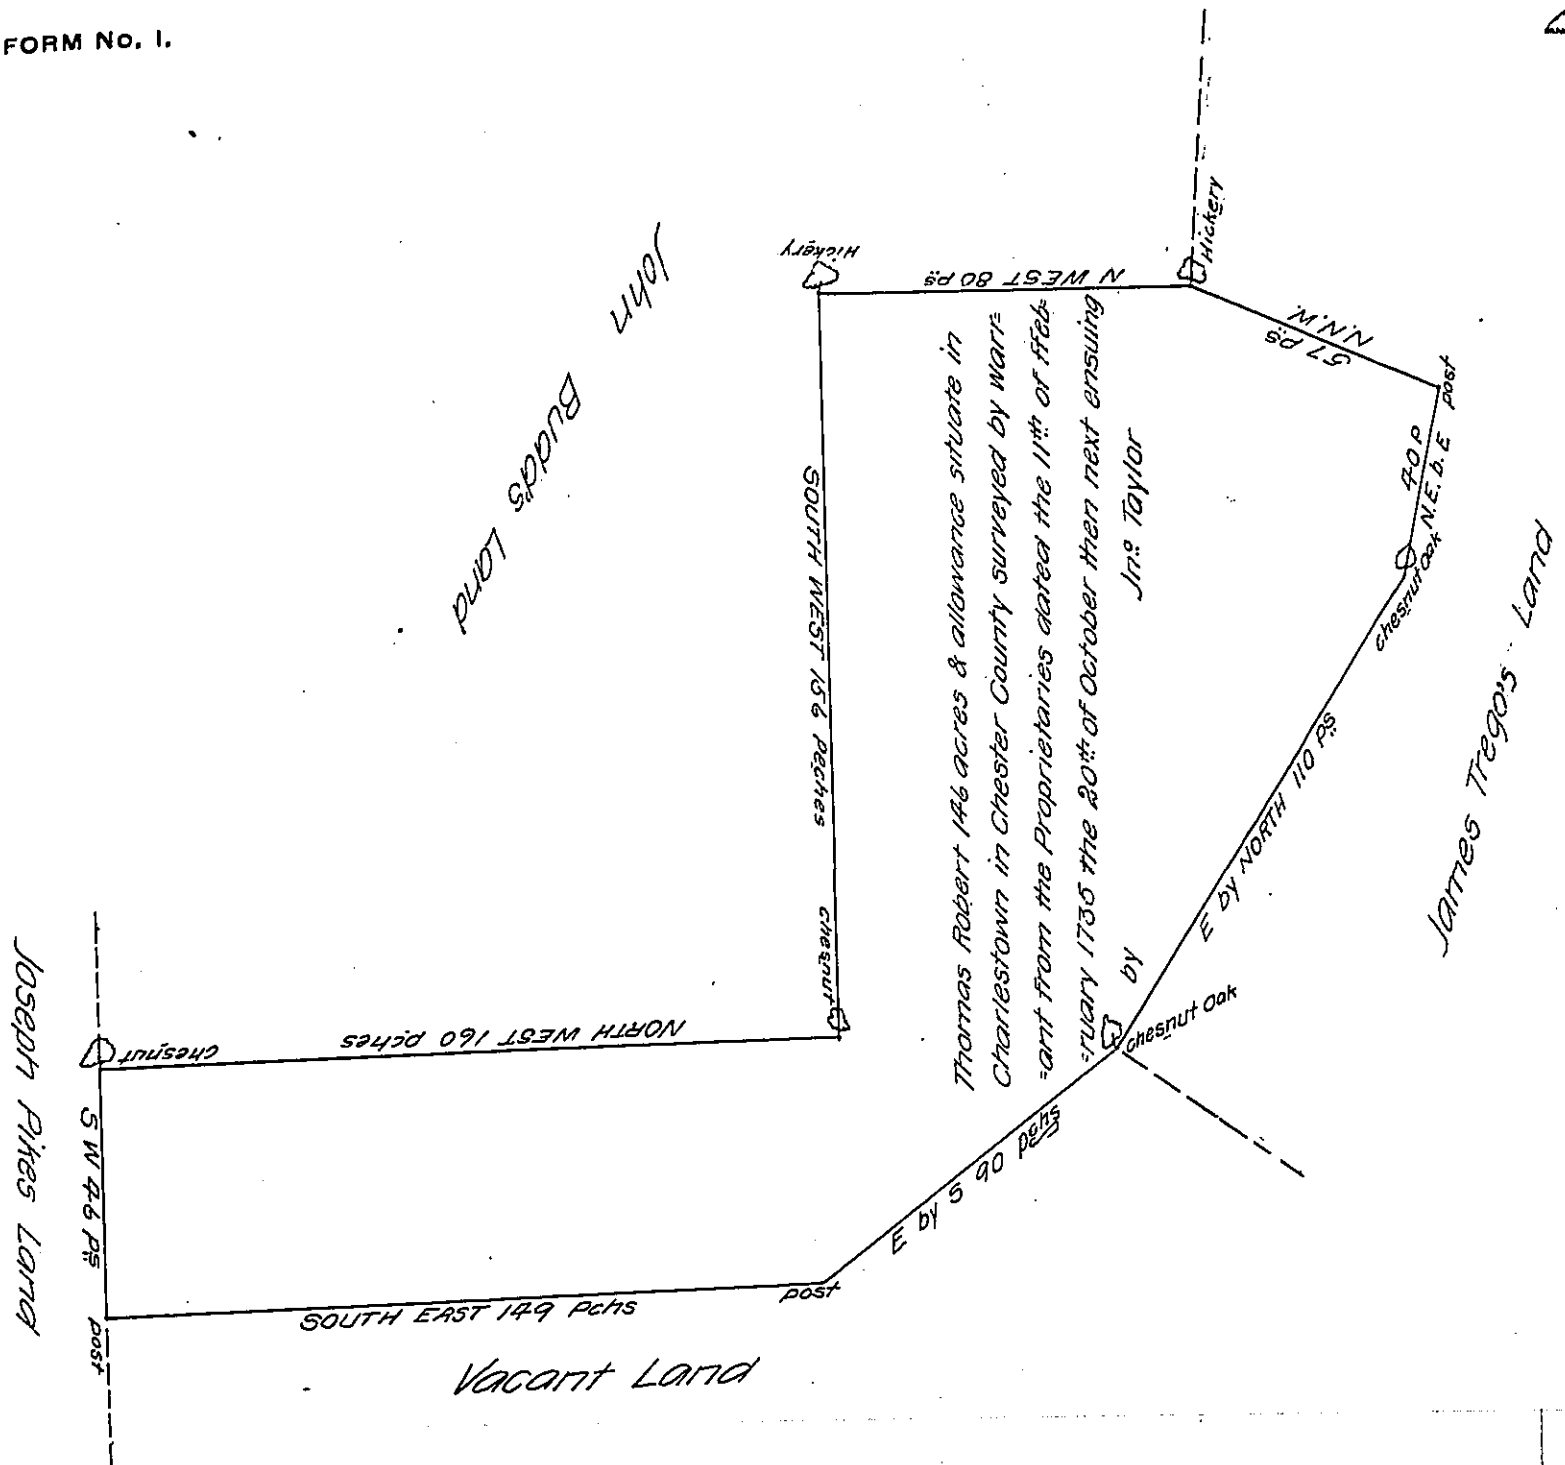 FORM No. 1.
John
Budd's
Land
Hickery
N WEST 80 ps
Hickery
N.N.W.
57 ps
post
40 P
N.E. b. E
chesnut Oak
James Trego's Land
E by NORTH 110 ps
SOUTH WEST 156 peches
chesnut
Thomas Robert 146 acres & allowance situate in
Charlestown in Chester County surveyed by warr=
=ant from the Proprietaries dated the 11th of ffeb=
=ruary 1735 the 20th of October then next ensuing
by Jno Taylor
chesnut Oak
E by S 90 pchs
NORTH WEST 160 pches
chesnut
Joseph Pikes Land
S W 46 ps
post
SOUTH EAST 149 Pchs
post
Vacant Land